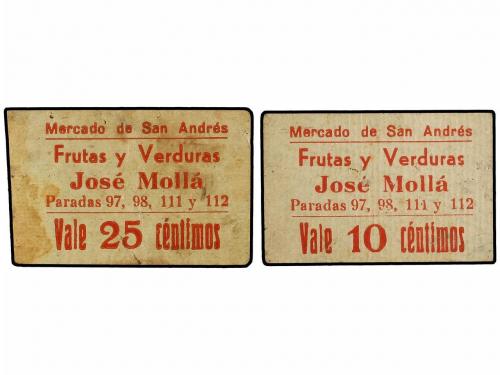 Mercado de San Andrés
Frutas y Verduras
José Mollá
Paradas 97, 98, 111 y 112
Vale 25 céntimos
Mercado de San Andrés
Frutas y Verduras
José Mollá
Paradas 97, 98, 111 y 112
Vale 10 céntimos